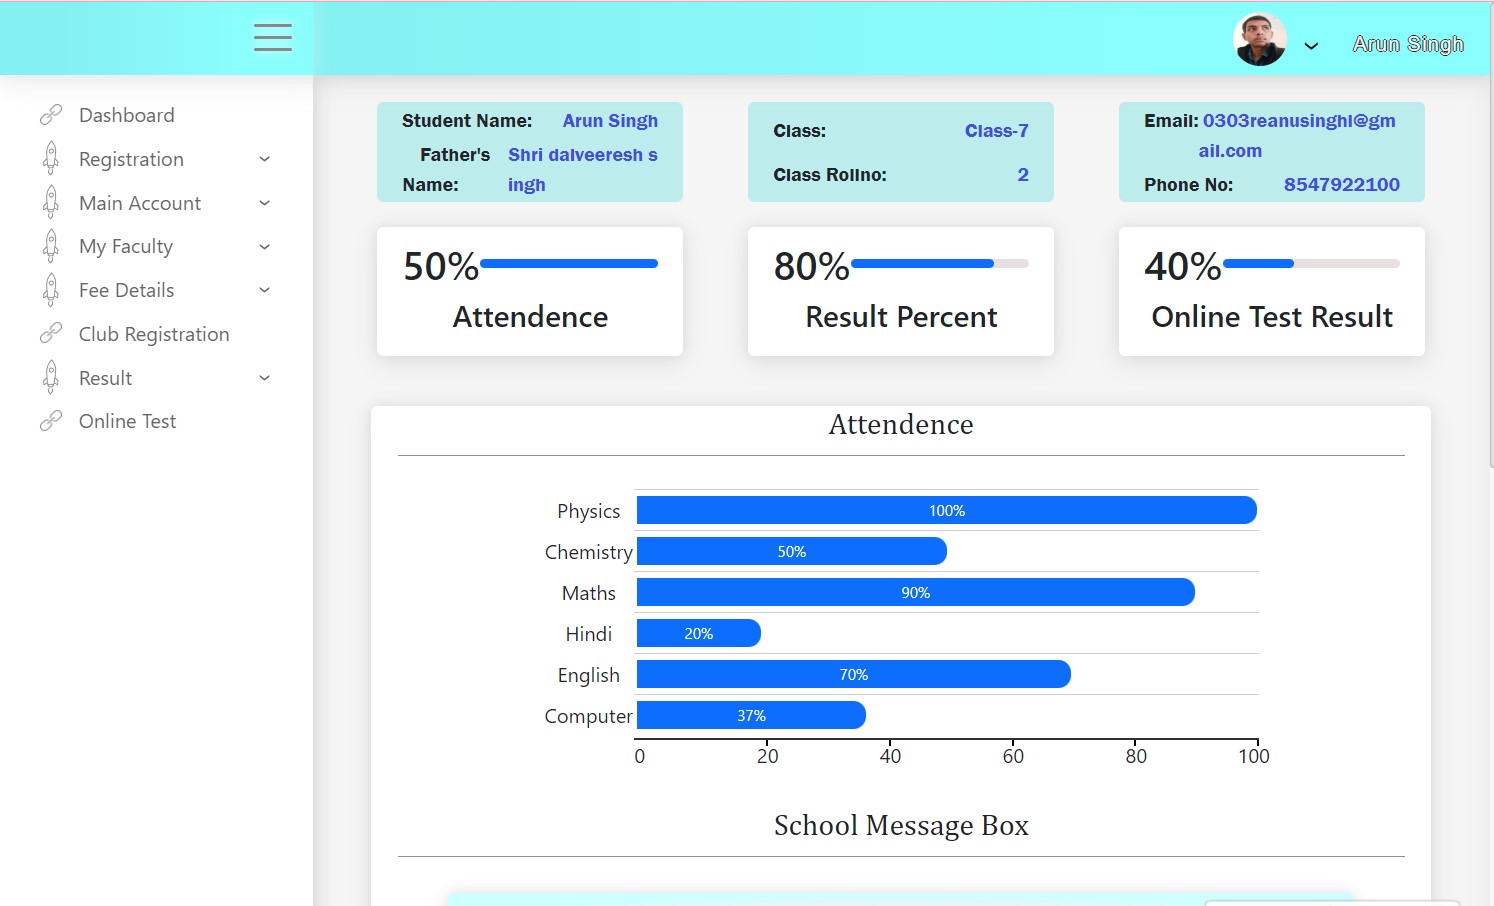 Arun Singh
Dashboard
Registration
Main Account
My Faculty
Fee Details
Club Registration
Result
Online Test
Student Name: Arun Singh
Father's Name: Shri dalveeresh s
ingh
Class: Class-7
Class Rollno: 2
Email: 0303reanusinghl@gm
ail.com
Phone No: 8547922100
50%
Attendence
80%
Result Percent
40%
Online Test Result
Attendence
Physics 100%
Chemistry 50%
Maths 90%
Hindi 20%
English 70%
Computer 37%
0 20 40 60 80 100
School Message Box